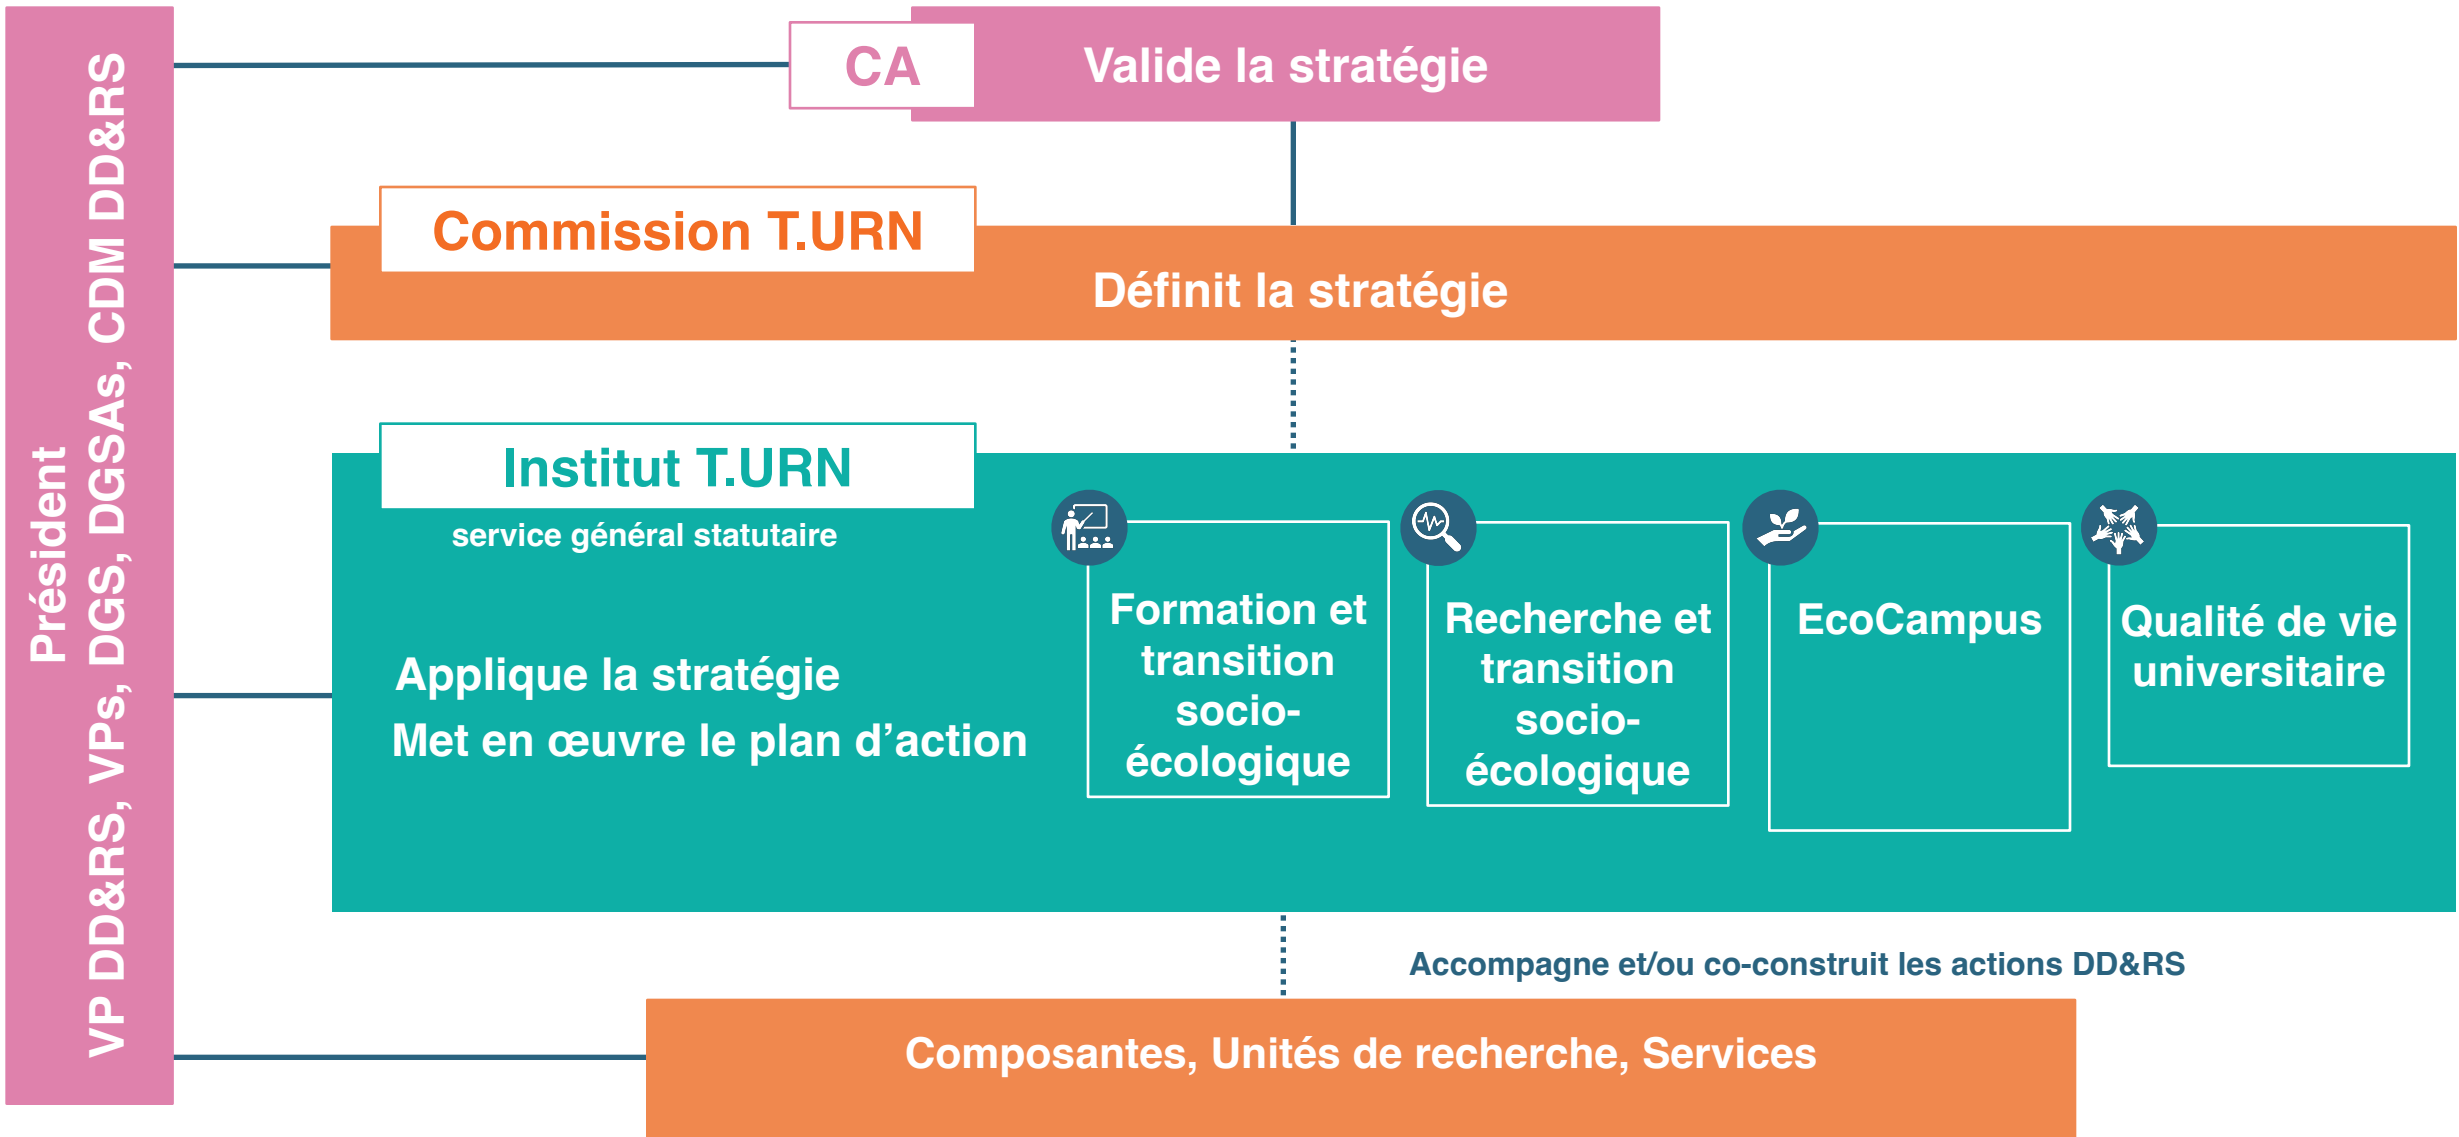 Président
VP DD&RS, VPs, DGS, DGSAs, CDM DD&RS
CA
Valide la stratégie
Commission T.URN
Définit la stratégie
Institut T.URN
service général statutaire
Applique la stratégie
Met en œuvre le plan d’action
Formation et
transition
socio-
écologique
Recherche et
transition
socio-
écologique
EcoCampus
Qualité de vie
universitaire
Accompagne et/ou co-construit les actions DD&RS
Composantes, Unités de recherche, Services